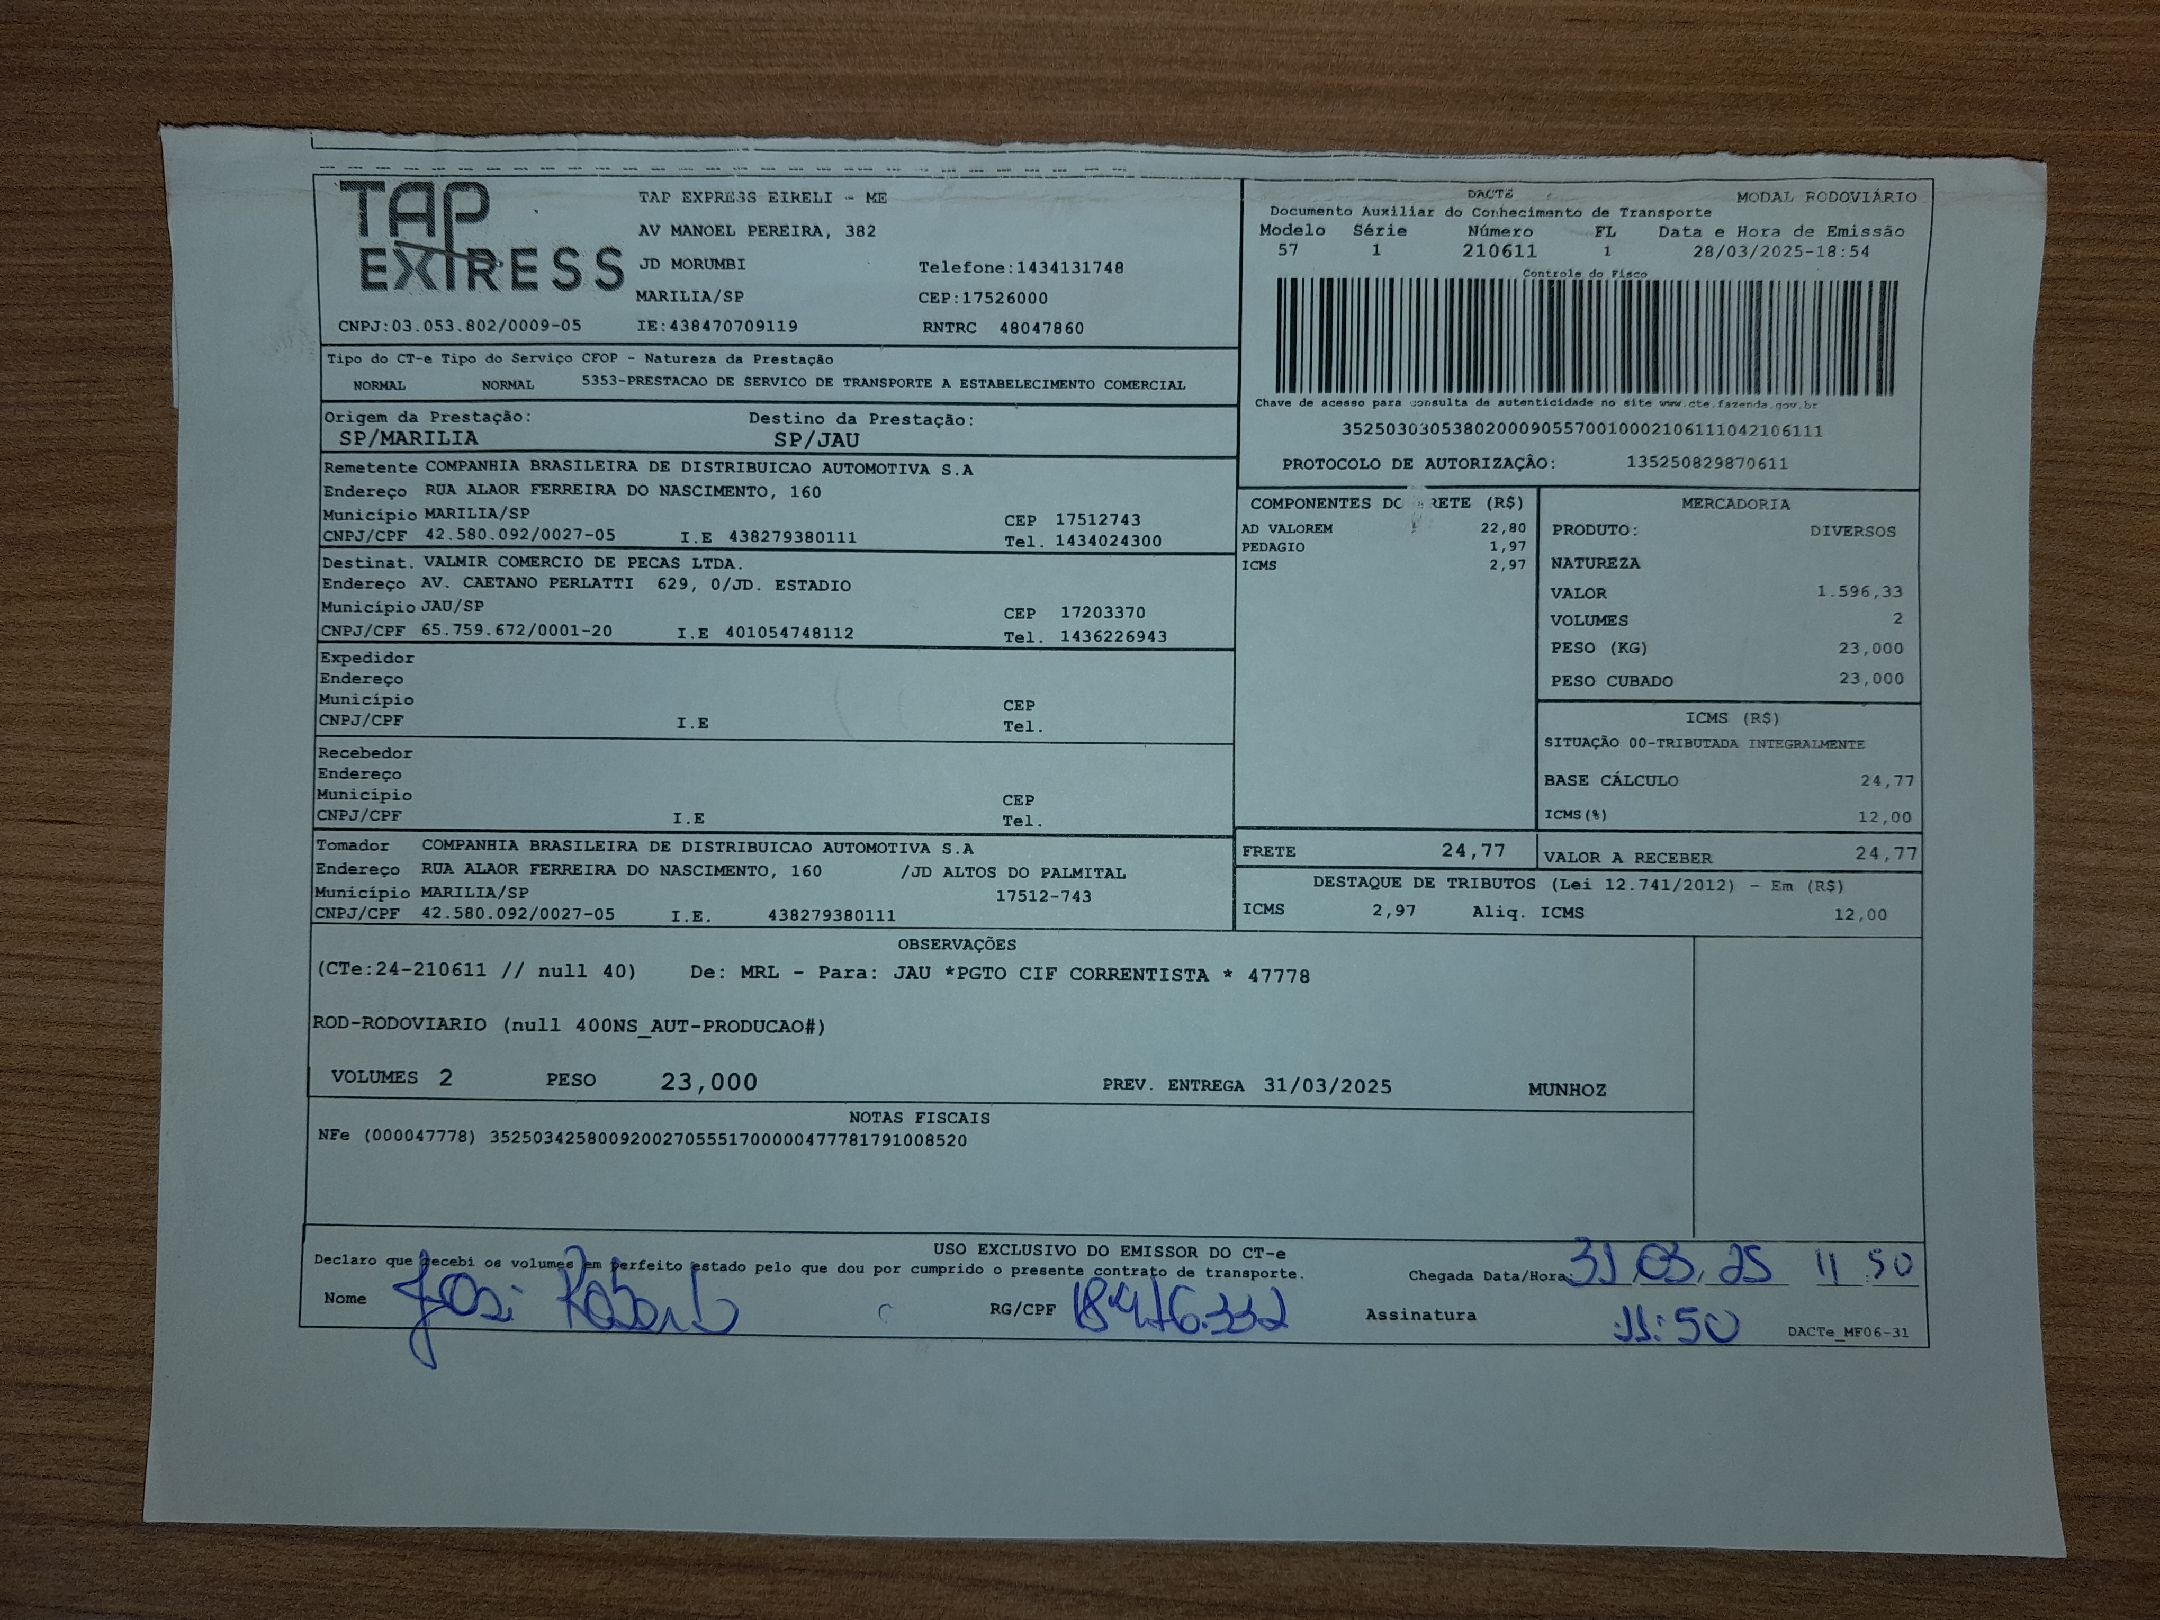 TAP
EXPRESS
TAP EXPRESS EIRELI - ME
AV MANOEL PEREIRA, 382
JD MORUMBI Telefone:1434131748
MARILIA/SP CEP:17526000
CNPJ:03.053.802/0009-05 IE:438470709119 RNTRC 48047860
DACTE MODAL RODOVIÁRIO
Documento Auxiliar do Conhecimento de Transporte
Modelo Série Número FL Data e Hora de Emissão
57 1 210611 1 28/03/2025-18:54
Controle do Fisco
Chave de acesso para consulta de autenticidade no site www.cte.fazenda.gov.br
35250303053802000905570010002106111042106111
PROTOCOLO DE AUTORIZAÇÃO: 135250829870611
Tipo do CT-e Tipo do Serviço CFOP - Natureza da Prestação
NORMAL NORMAL 5353-PRESTACAO DE SERVICO DE TRANSPORTE A ESTABELECIMENTO COMERCIAL
Origem da Prestação: Destino da Prestação:
SP/MARILIA SP/JAU
Remetente COMPANHIA BRASILEIRA DE DISTRIBUICAO AUTOMOTIVA S.A
Endereço RUA ALAOR FERREIRA DO NASCIMENTO, 160
Município MARILIA/SP CEP 17512743
CNPJ/CPF 42.580.092/0027-05 I.E 438279380111 Tel. 1434024300
Destinat. VALMIR COMERCIO DE PECAS LTDA.
Endereço AV. CAETANO PERLATTI 629, 0/JD. ESTADIO
Município JAU/SP CEP 17203370
CNPJ/CPF 65.759.672/0001-20 I.E 401054748112 Tel. 1436226943
Expedidor
Endereço
Município CEP
CNPJ/CPF I.E Tel.
Recebedor
Endereço
Município CEP
CNPJ/CPF I.E Tel.
Tomador COMPANHIA BRASILEIRA DE DISTRIBUICAO AUTOMOTIVA S.A
Endereço RUA ALAOR FERREIRA DO NASCIMENTO, 160 /JD ALTOS DO PALMITAL
Município MARILIA/SP 17512-743
CNPJ/CPF 42.580.092/0027-05 I.E. 438279380111
COMPONENTES DO RETE (R$)
AD VALOREM 22,80
PEDAGIO 1,97
ICMS 2,97
MERCADORIA
PRODUTO: DIVERSOS
NATUREZA
VALOR 1.596,33
VOLUMES 2
PESO (KG) 23,000
PESO CUBADO 23,000
ICMS (R$)
SITUAÇÃO 00-TRIBUTADA INTEGRALMENTE
BASE CÁLCULO 24,77
ICMS(%) 12,00
FRETE 24,77 VALOR A RECEBER 24,77
DESTAQUE DE TRIBUTOS (Lei 12.741/2012) - Em (R$)
ICMS 2,97 Aliq. ICMS 12,00
OBSERVAÇÕES
(CTe:24-210611 // null 40) De: MRL - Para: JAU *PGTO CIF CORRENTISTA * 47778
ROD-RODOVIARIO (null 400NS_AUT-PRODUCAO#)
VOLUMES 2 PESO 23,000 PREV. ENTREGA 31/03/2025 MUNHOZ
NOTAS FISCAIS
NFe (000047778) 35250342580092002705551700000477781791008520
USO EXCLUSIVO DO EMISSOR DO CT-e
Declaro que recebi os volumes em perfeito estado pelo que dou por cumprido o presente contrato de transporte.
Chegada Data/Hora: 31.03.25 11 50
Nome José Roberto RG/CPF Assinatura 11:50 DACTe_MF06-31